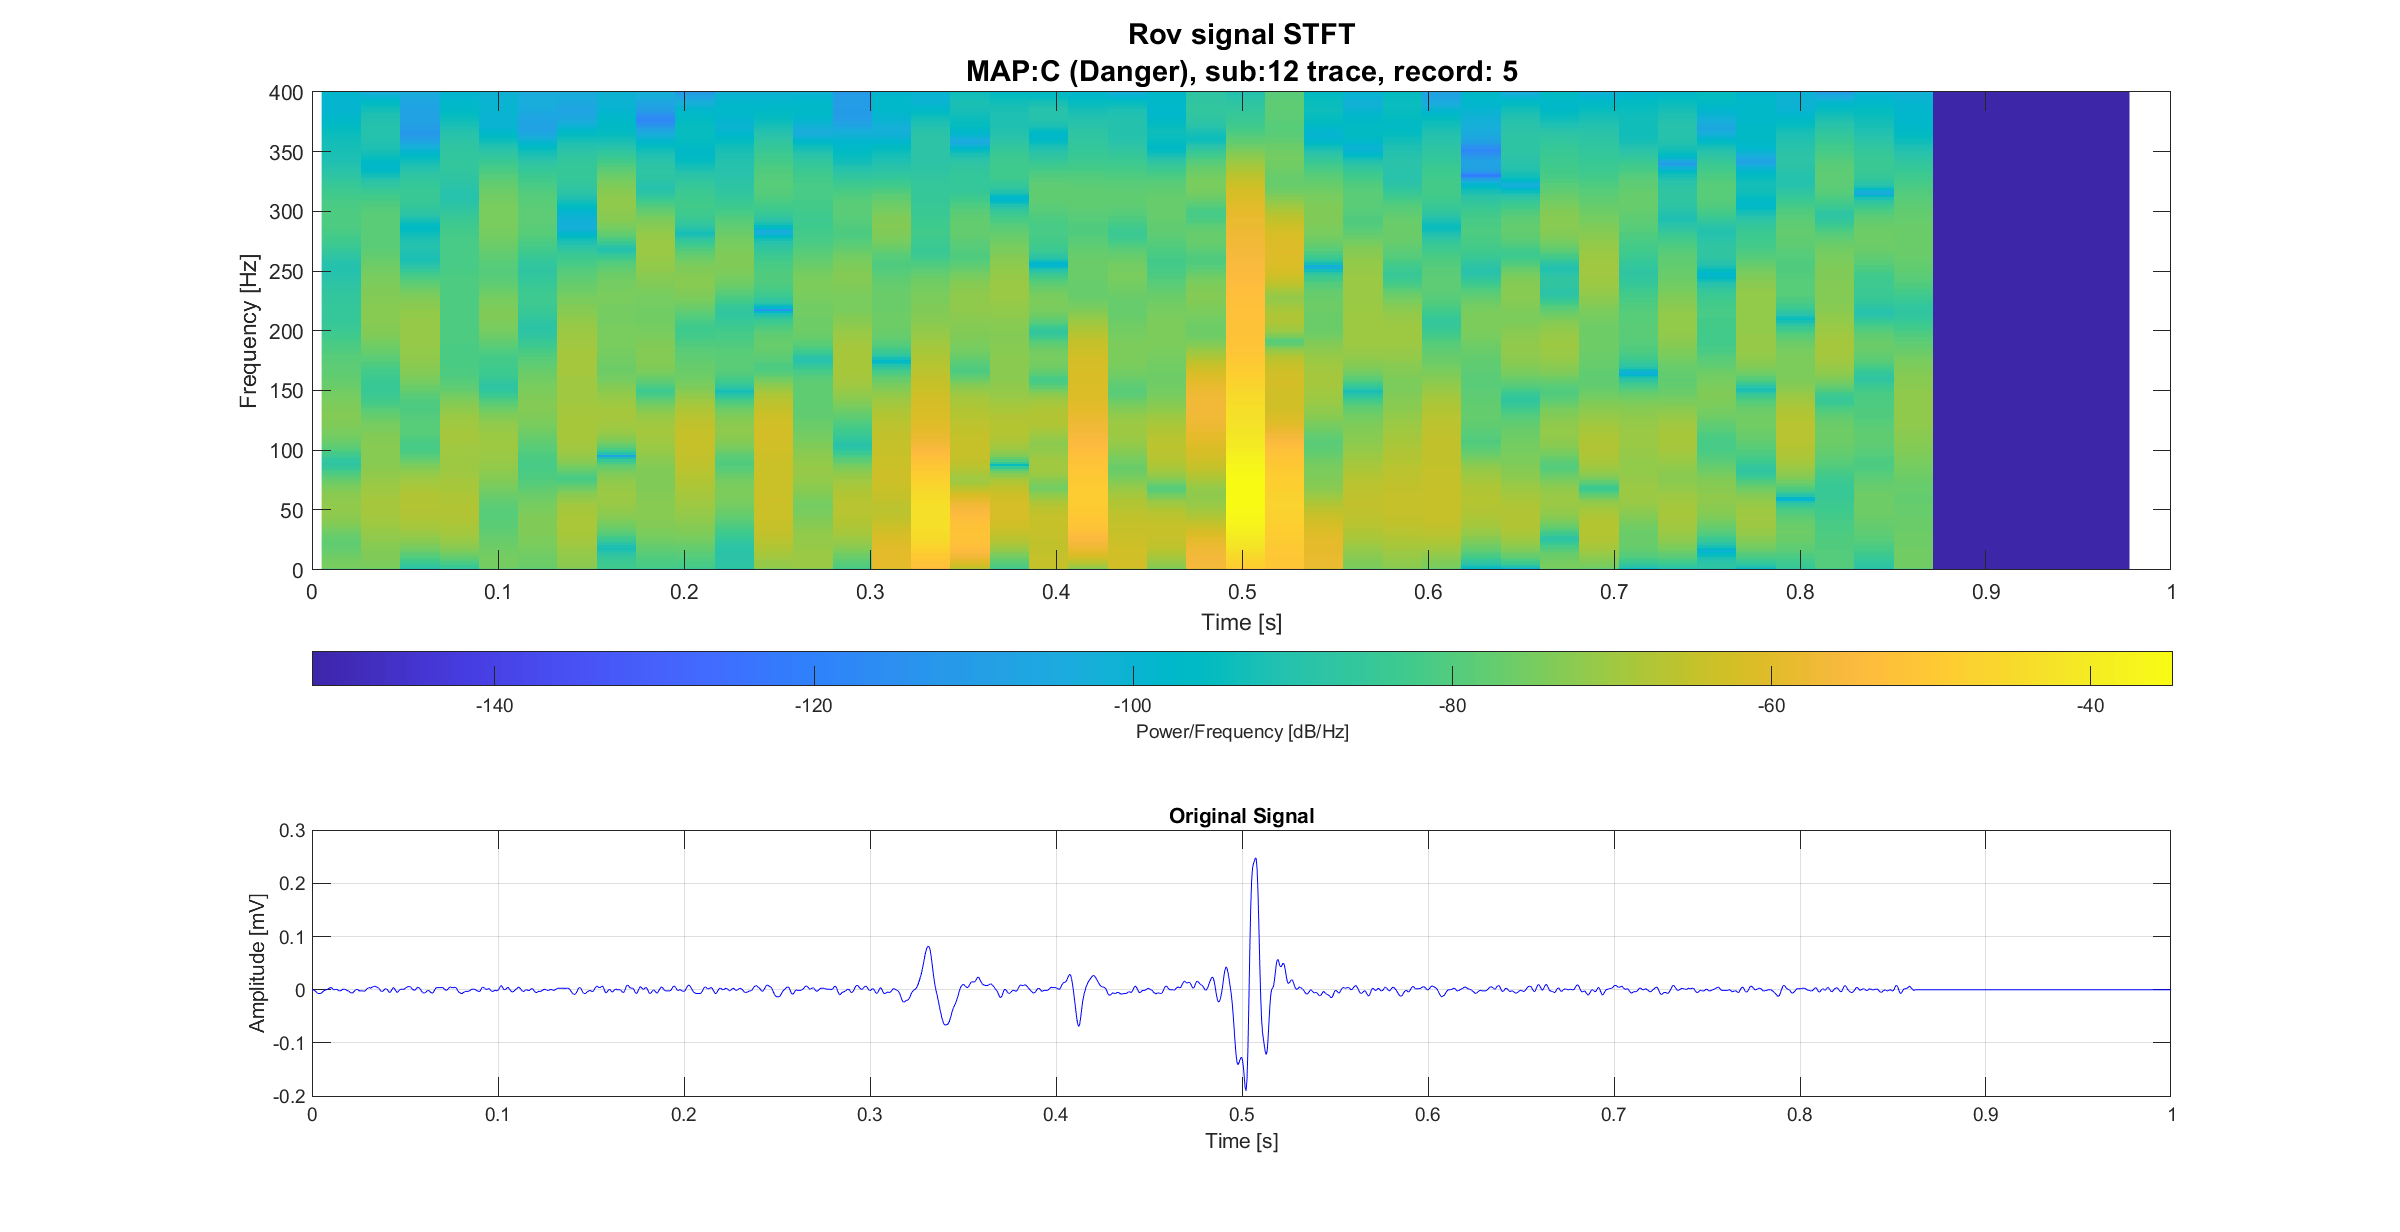 Rov signal STFT
MAP:C (Danger), sub:12 trace, record: 5
400
350
300
250
200
150
100
50
0
Frequency [Hz]
0 0.1 0.2 0.3 0.4 0.5 0.6 0.7 0.8 0.9 1
Time [s]
-140 -120 -100 -80 -60 -40
Power/Frequency [dB/Hz]
Original Signal
0.3
0.2
0.1
0
-0.1
-0.2
Amplitude [mV]
0 0.1 0.2 0.3 0.4 0.5 0.6 0.7 0.8 0.9 1
Time [s]